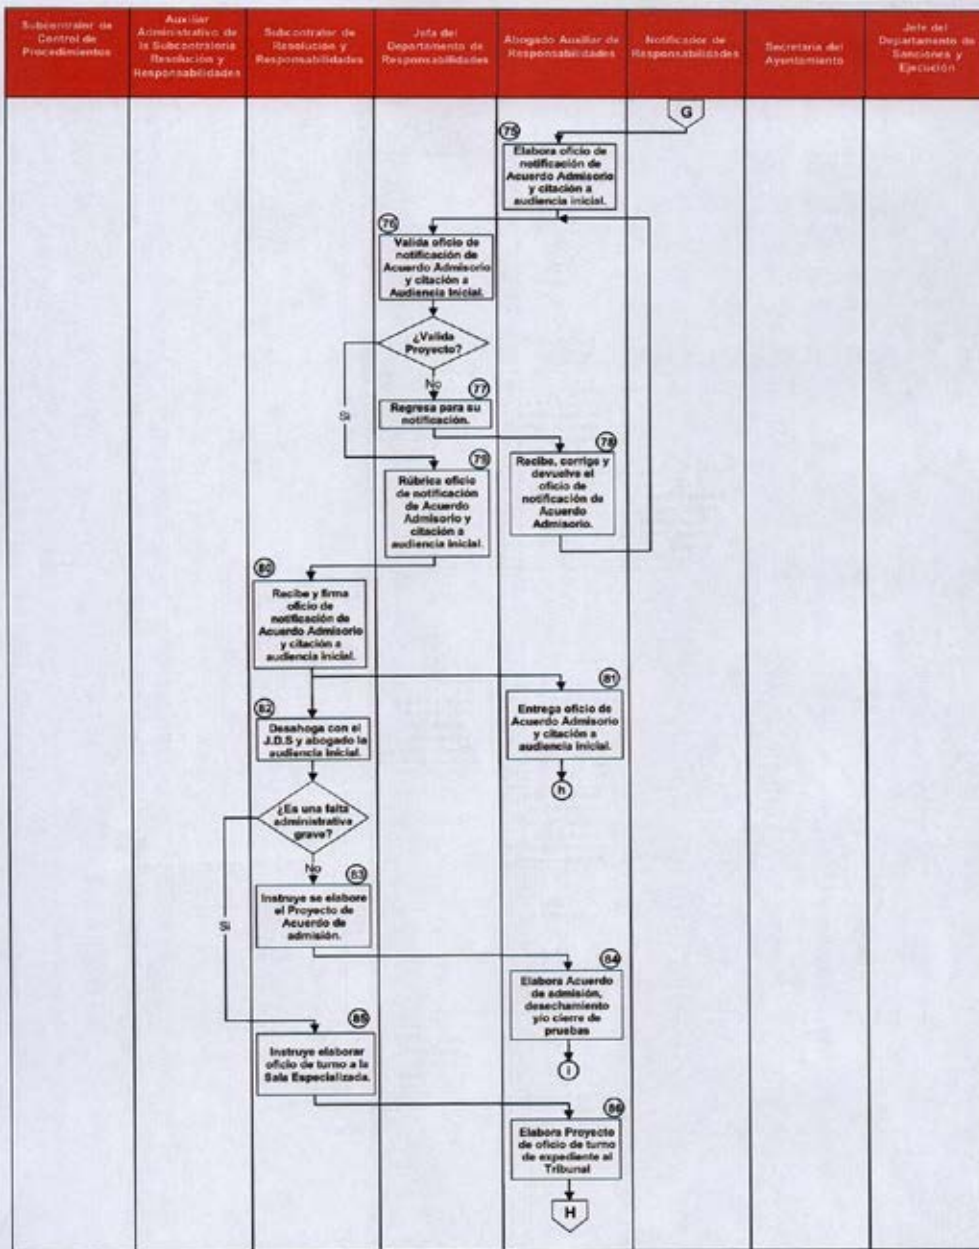 Subcontralor de
Control de
Procedimientos
Auxiliar
Administrativo de
la Subcontraloria
Resolución y
Responsabilidades
Subcontralor de
Resolución y
Responsabilidades
Jefa del
Departamento de
Responsabilidades
Abogado Auxiliar de
Responsabilidades
Notificador de
Responsabilidades
Secretaria del
Ayuntamiento
Jefe del
Departamento de
Sanciones y
Ejecución
G
75
Elabora oficio de
notificación de
Acuerdo Admisorio
y citación a
audiencia inicial.
76
Valida oficio de
notificación de
Acuerdo Admisorio
y citación a
Audiencia Inicial.
¿Valida
Proyecto?
No
Si
77
Regresa para su
notificación.
78
Recibe, corrige y
devuelve el
oficio de
notificación de
Acuerdo
Admisorio.
79
Rúbrica oficio
de notificación
de Acuerdo
Admisorio y
citación a
audiencia inicial.
80
Recibe y firma
oficio de
notificación de
Acuerdo Admisorio
y citación a
audiencia inicial.
81
Entrega oficio de
Acuerdo Admisorio
y citación a
audiencia inicial.
h
82
Desahoga con el
J.D.S y abogado la
audiencia inicial.
¿Es una falta
administrativa
grave?
No
Si
83
Instruye se elabore
el Proyecto de
Acuerdo de
admisión.
84
Elabora Acuerdo
de admisión,
desechamiento
y/o cierre de
pruebas
i
85
Instruye elaborar
oficio de turno a la
Sala Especializada.
86
Elabora Proyecto
de oficio de turno
de expediente al
Tribunal
H